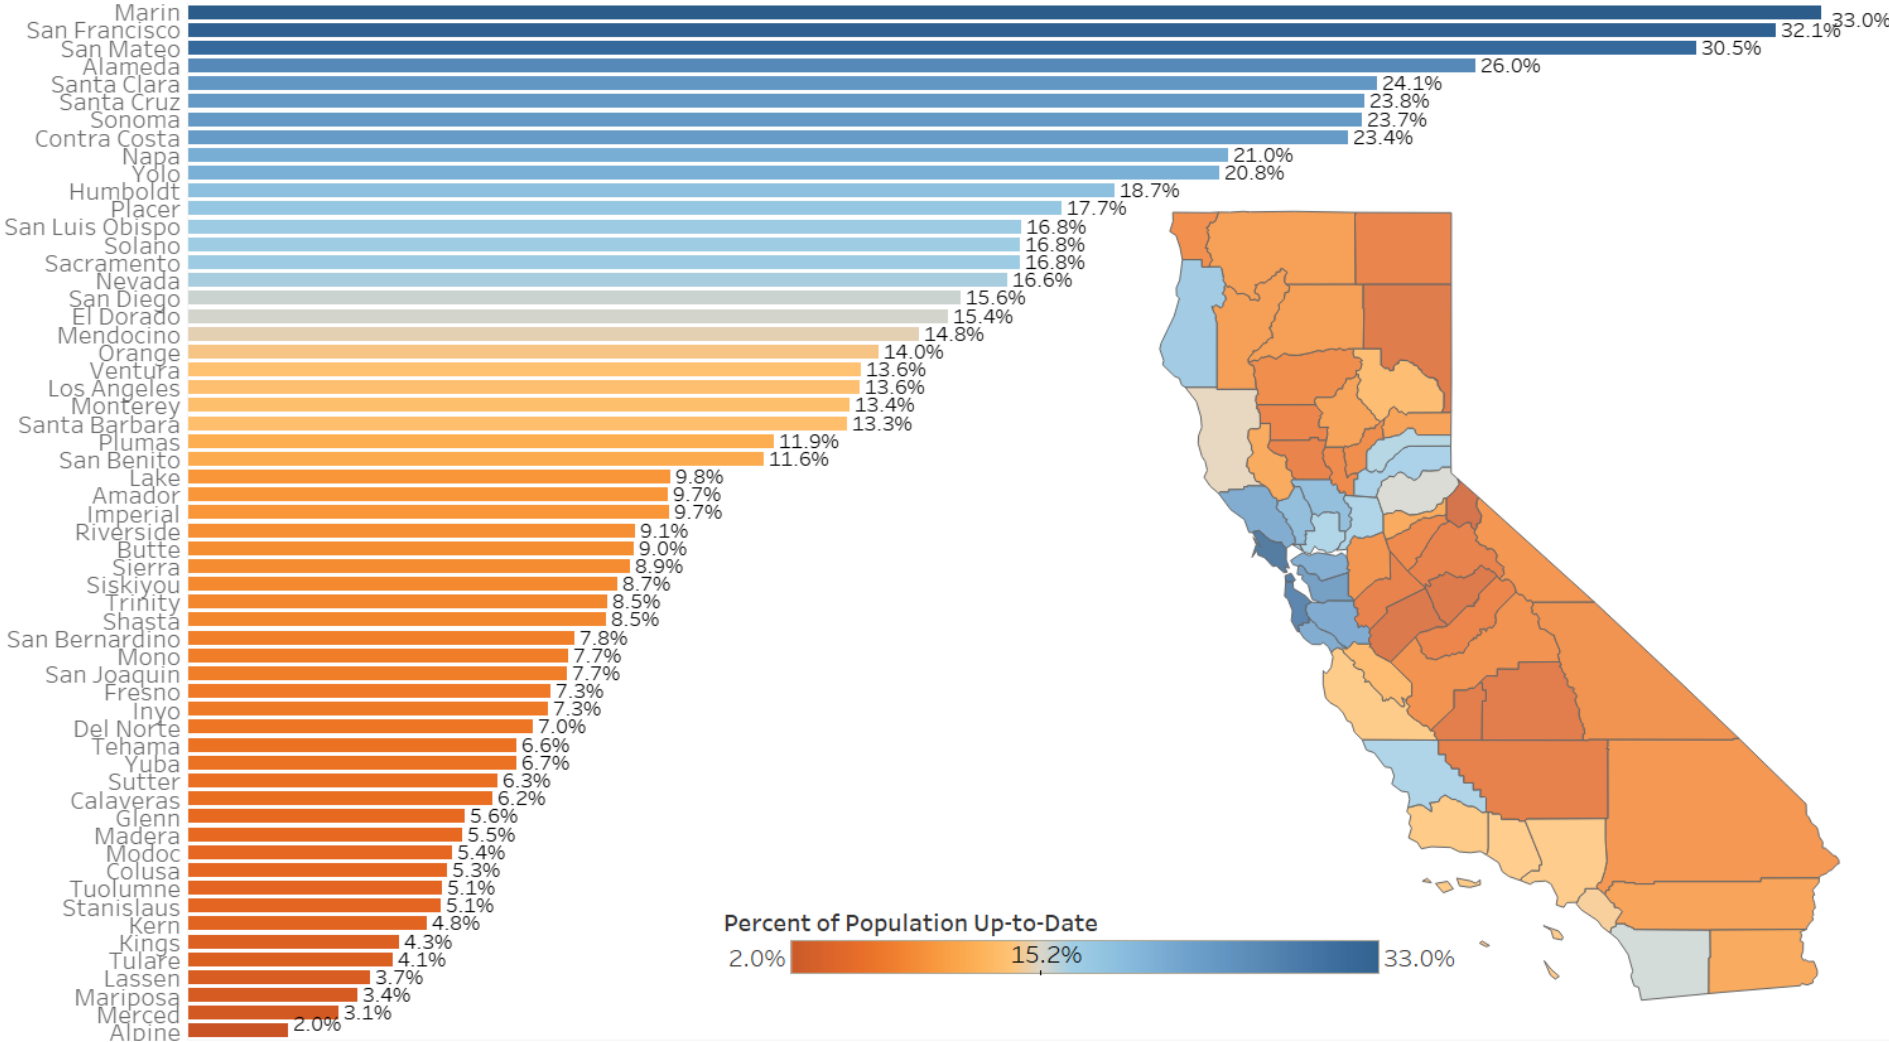 Marin 33.0%
San Francisco 32.1%
San Mateo 30.5%
Alameda 26.0%
Santa Clara 24.1%
Santa Cruz 23.8%
Sonoma 23.7%
Contra Costa 23.4%
Napa 21.0%
Yolo 20.8%
Humboldt 18.7%
Placer 17.7%
San Luis Obispo 16.8%
Solano 16.8%
Sacramento 16.8%
Nevada 16.6%
San Diego 15.6%
El Dorado 15.4%
Mendocino 14.8%
Orange 14.0%
Ventura 13.6%
Los Angeles 13.6%
Monterey 13.4%
Santa Barbara 13.3%
Plumas 11.9%
San Benito 11.6%
Lake 9.8%
Amador 9.7%
Imperial 9.7%
Riverside 9.1%
Butte 9.0%
Sierra 8.9%
Siskiyou 8.7%
Trinity 8.5%
Shasta 8.5%
San Bernardino 7.8%
Mono 7.7%
San Joaquin 7.7%
Fresno 7.3%
Inyo 7.3%
Del Norte 7.0%
Tehama 6.6%
Yuba 6.7%
Sutter 6.3%
Calaveras 6.2%
Glenn 5.6%
Madera 5.5%
Modoc 5.4%
Colusa 5.3%
Tuolumne 5.1%
Stanislaus 5.1%
Kern 4.8%
Kings 4.3%
Tulare 4.1%
Lassen 3.7%
Mariposa 3.4%
Merced 3.1%
Alpine 2.0%
Percent of Population Up-to-Date
2.0% 15.2% 33.0%